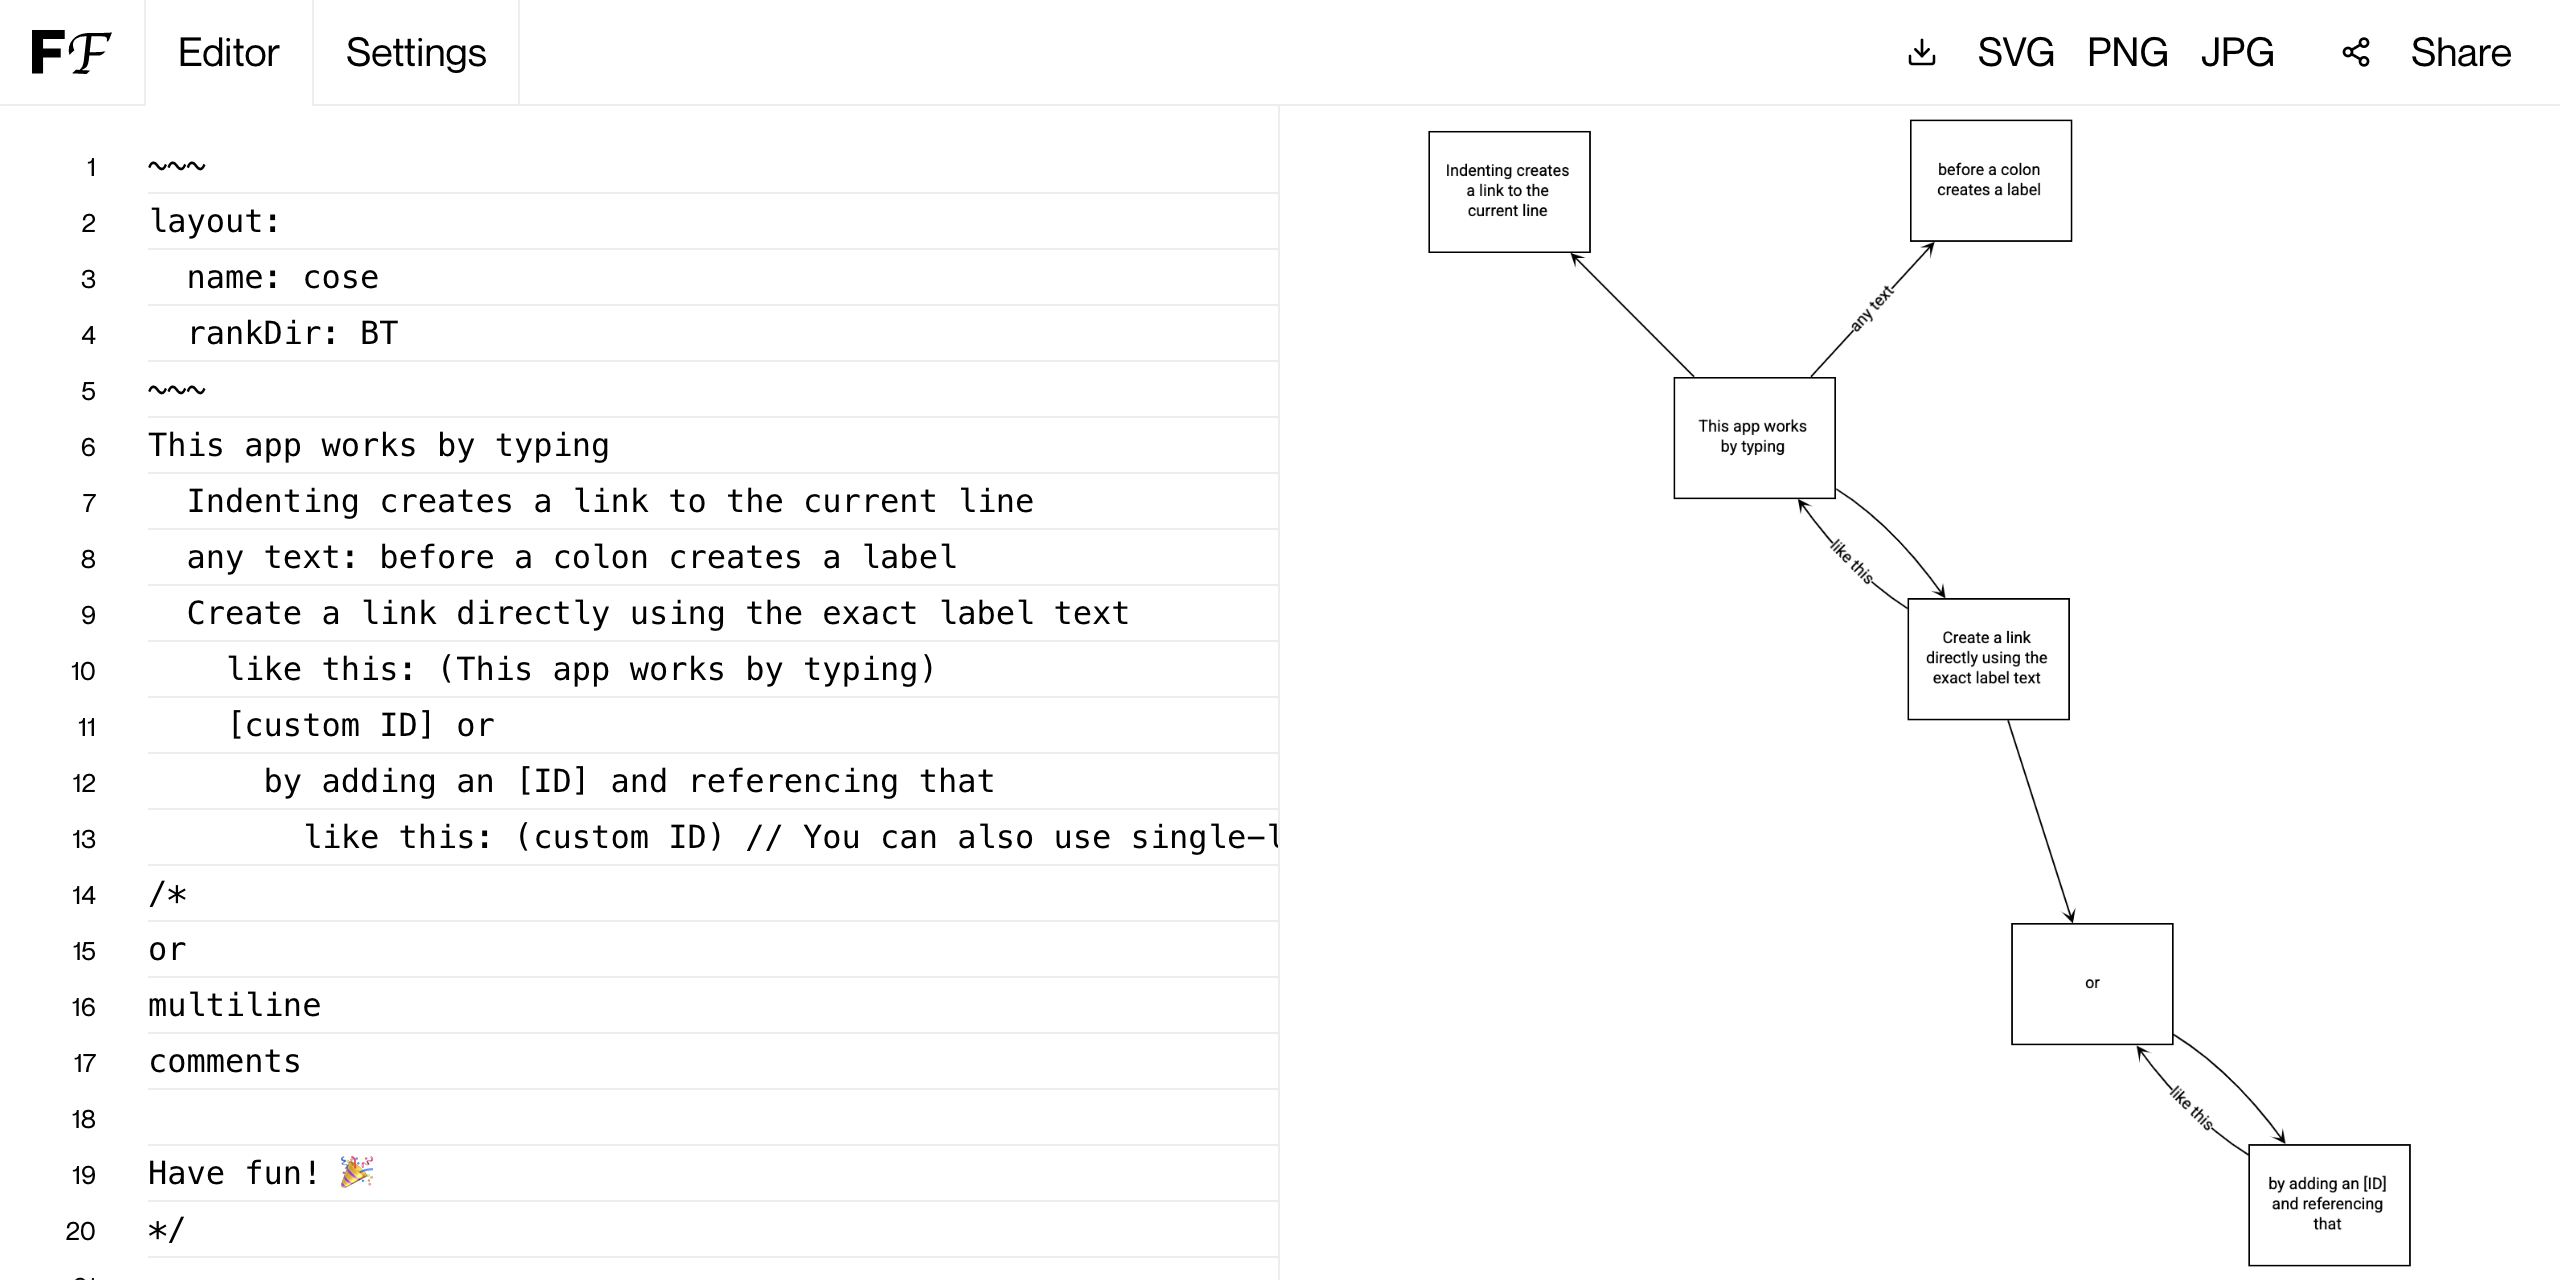 FF Editor Settings SVG PNG JPG Share
1 ~~~
2 layout:
3 name: cose
4 rankDir: BT
5 ~~~
6 This app works by typing
7 Indenting creates a link to the current line
8 any text: before a colon creates a label
9 Create a link directly using the exact label text
10 like this: (This app works by typing)
11 [custom ID] or
12 by adding an [ID] and referencing that
13 like this: (custom ID) // You can also use single-l
14 /*
15 or
16 multiline
17 comments
18
19 Have fun! 🎉
20 */
Indenting creates
a link to the
current line
before a colon
creates a label
any text
This app works
by typing
like this
Create a link
directly using the
exact label text
or
like this
by adding an [ID]
and referencing
that